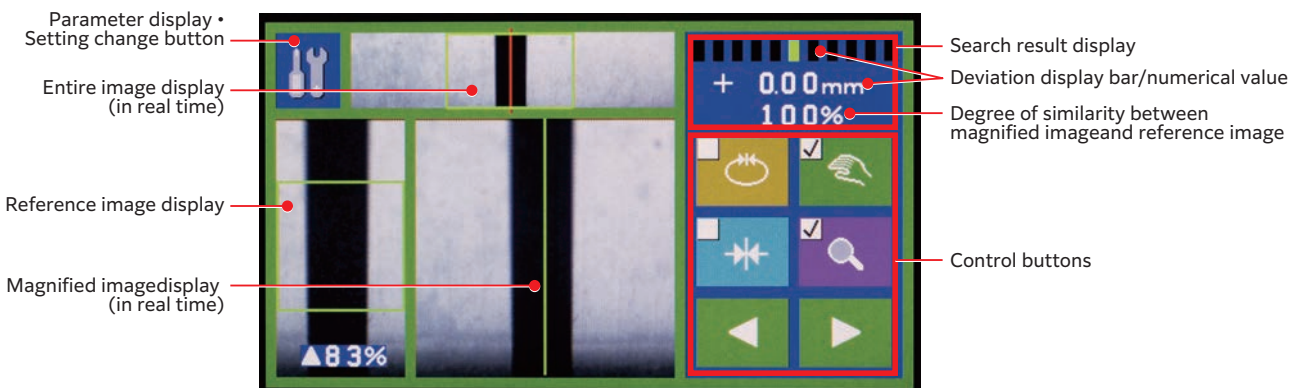 Parameter display •
Setting change button
Entire image display
(in real time)
Reference image display
Magnified imagedisplay
(in real time)
▲83%
+ 0.00mm
100%
Search result display
Deviation display bar/numerical value
Degree of similarity between
magnified imageand reference image
Control buttons